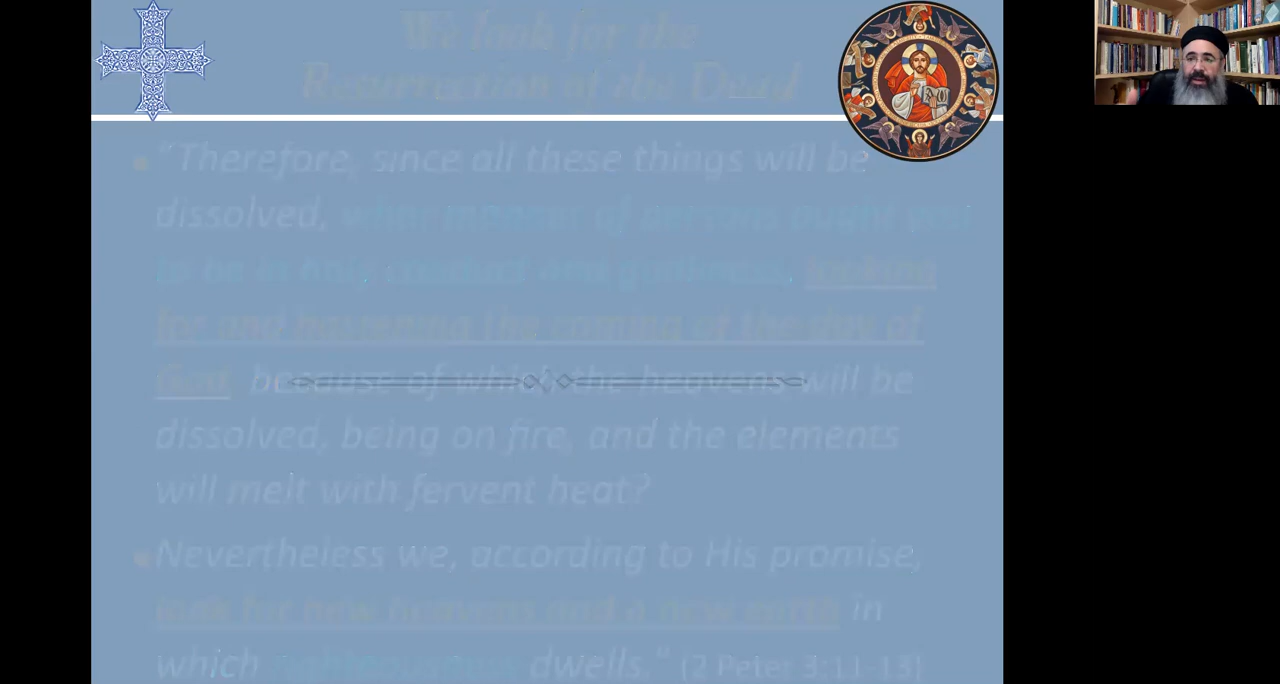 We look for the
Resurrection of the Dead
"Therefore, since all these things will be
dissolved, what manner of persons ought you
to be in holy conduct and godliness, looking
for and hastening the coming of the day of
God because of which the heavens will be
dissolved, being on fire, and the elements
will melt with fervent heat?
Nevertheless we, according to His promise,
look for new heavens and a new earth in
which righteousness dwells." (2 Peter 3:11-13)